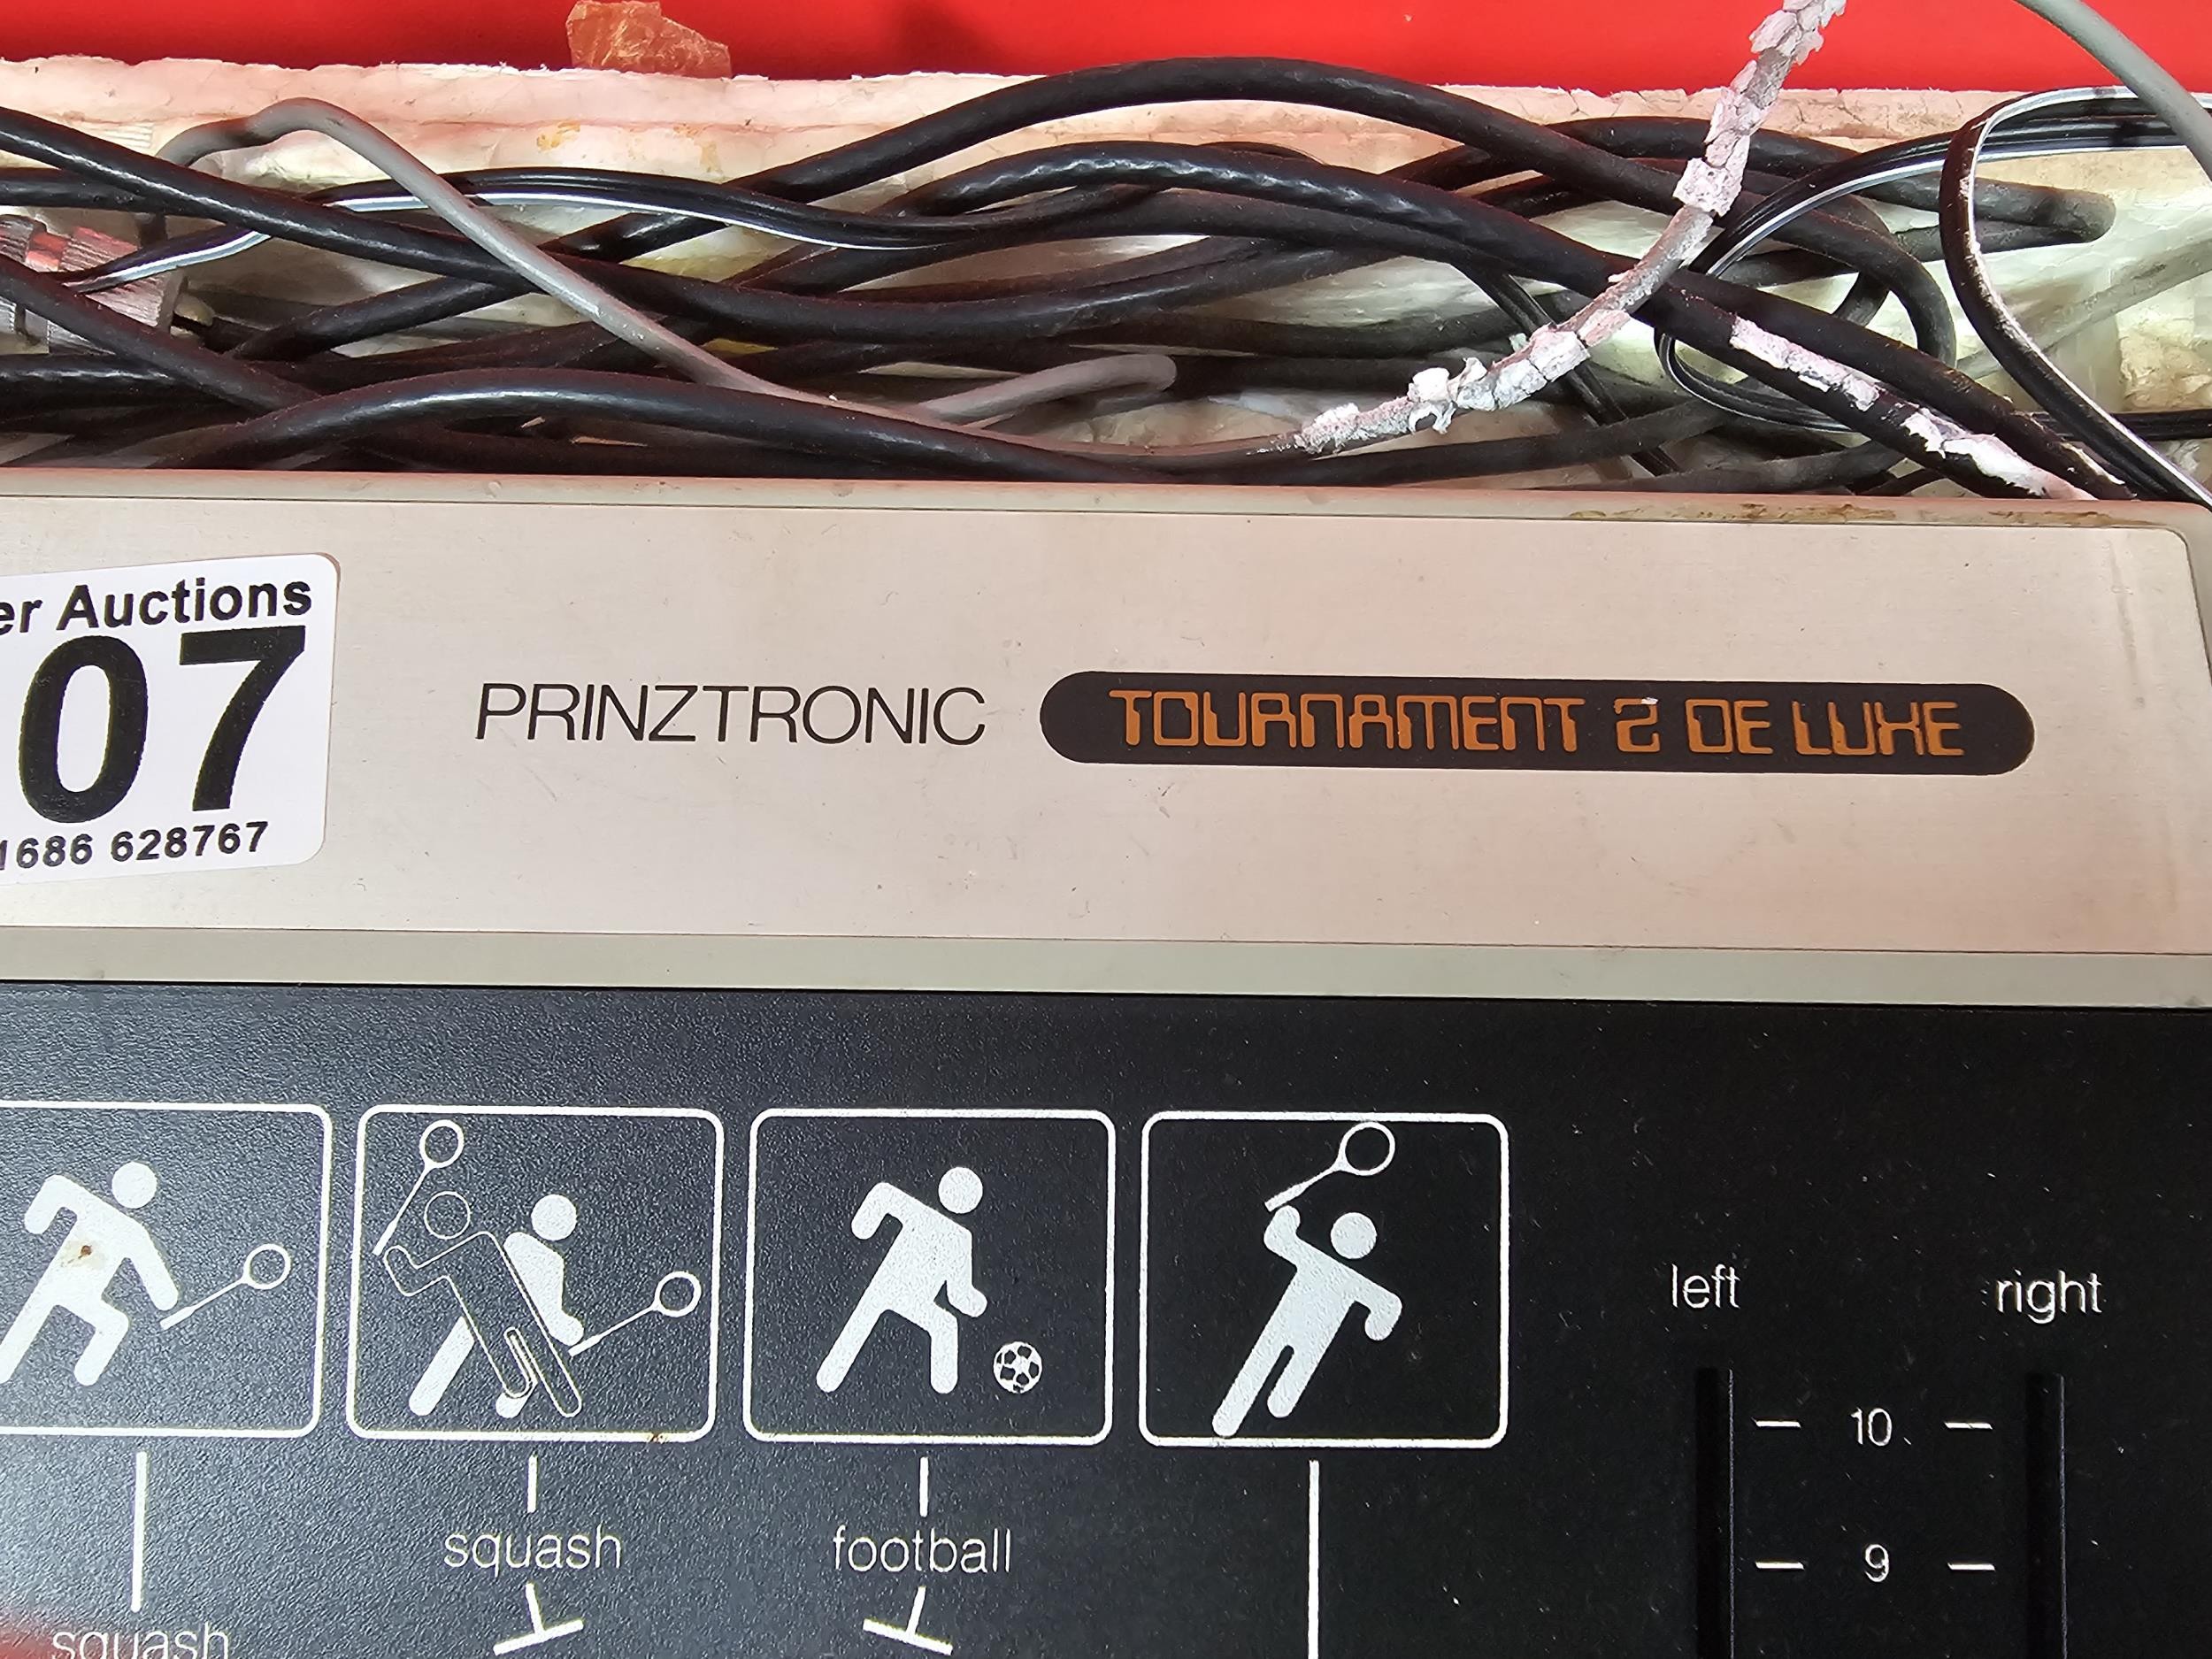 er Auctions
07
1686 628767
PRINZTRONIC TOURNAMENT 2 DE LUXE
left right
10
squash football
9
squash